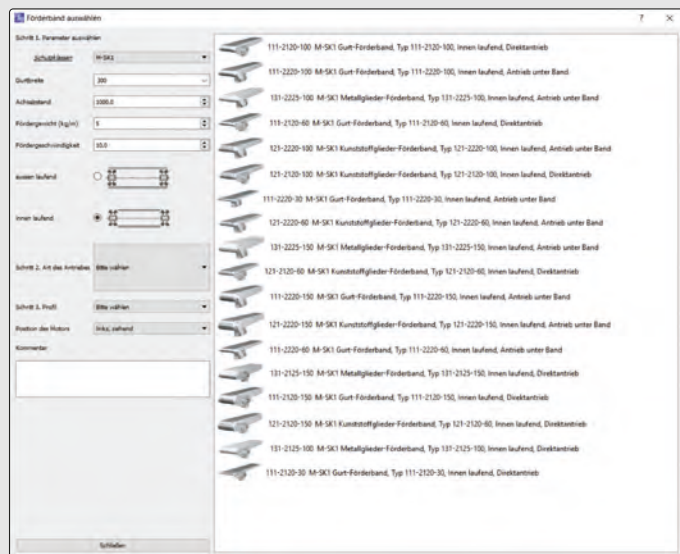 Förderband auswählen
? ×
Schritt 1. Parameter auswählen
Schutzklassen M-SK1
Gurtbreite 300
Achsabstand 1000.0
Fördergewicht (kg/m) 5
Fördergeschwindigkeit 10.0
aussen laufend
innen laufend
Schritt 2. Art des Antriebes Bitte wählen
Schritt 3. Profil Bitte wählen
Position des Motors links, ziehend
Kommentar
Schließen
111-2120-100 M-SK1 Gurt-Förderband, Typ 111-2120-100, Innen laufend, Direktantrieb
111-2220-100 M-SK1 Gurt-Förderband, Typ 111-2220-100, Innen laufend, Antrieb unter Band
131-2225-100 M-SK1 Metallglieder-Förderband, Typ 131-2225-100, Innen laufend, Antrieb unter Band
111-2120-60 M-SK1 Gurt-Förderband, Typ 111-2120-60, Innen laufend, Direktantrieb
121-2220-100 M-SK1 Kunststoffglieder-Förderband, Typ 121-2220-100, Innen laufend, Antrieb unter Band
121-2120-100 M-SK1 Kunststoffglieder-Förderband, Typ 121-2120-100, Innen laufend, Direktantrieb
111-2220-30 M-SK1 Gurt-Förderband, Typ 111-2220-30, Innen laufend, Antrieb unter Band
121-2220-60 M-SK1 Kunststoffglieder-Förderband, Typ 121-2220-60, Innen laufend, Antrieb unter Band
131-2225-150 M-SK1 Metallglieder-Förderband, Typ 131-2225-150, Innen laufend, Antrieb unter Band
121-2120-60 M-SK1 Kunststoffglieder-Förderband, Typ 121-2120-60, Innen laufend, Direktantrieb
111-2220-150 M-SK1 Gurt-Förderband, Typ 111-2220-150, Innen laufend, Antrieb unter Band
121-2220-150 M-SK1 Kunststoffglieder-Förderband, Typ 121-2220-150, Innen laufend, Antrieb unter Band
111-2220-60 M-SK1 Gurt-Förderband, Typ 111-2220-60, Innen laufend, Antrieb unter Band
131-2125-150 M-SK1 Metallglieder-Förderband, Typ 131-2125-150, Innen laufend, Direktantrieb
111-2120-150 M-SK1 Gurt-Förderband, Typ 111-2120-150, Innen laufend, Direktantrieb
121-2120-150 M-SK1 Kunststoffglieder-Förderband, Typ 121-2120-60, Innen laufend, Direktantrieb
131-2125-100 M-SK1 Metallglieder-Förderband, Typ 131-2125-100, Innen laufend, Direktantrieb
111-2120-30 M-SK1 Gurt-Förderband, Typ 111-2120-30, Innen laufend, Direktantrieb